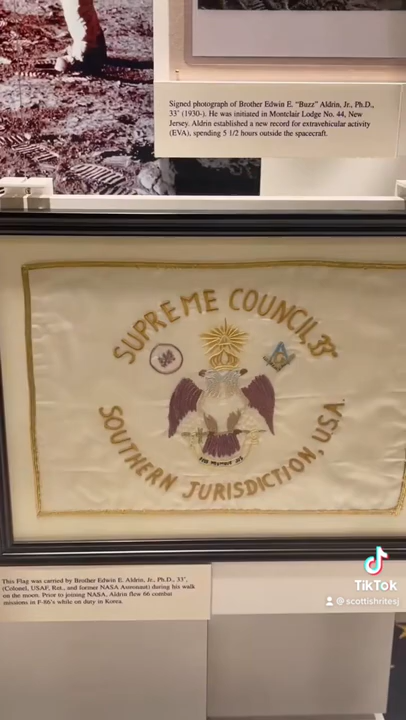 Signed photograph of Brother Edwin E. "Buzz" Aldrin, Jr., Ph.D.,
33° (1930-). He was initiated in Montclair Lodge No. 44, New
Jersey. Aldrin established a new record for extravehicular activity
(EVA), spending 5 1/2 hours outside the spacecraft.
SUPREME COUNCIL, 33°
SOUTHERN JURISDICTION, U.S.A.
This Flag was carried by Brother Edwin E. Aldrin, Jr., Ph.D., 33°,
(Colonel, USAF, Ret., and former NASA Astronaut) during his walk
on the moon. Prior to joining NASA, Aldrin flew 66 combat
missions in F-86's while on duty in Korea.
TikTok
@scottishritesj